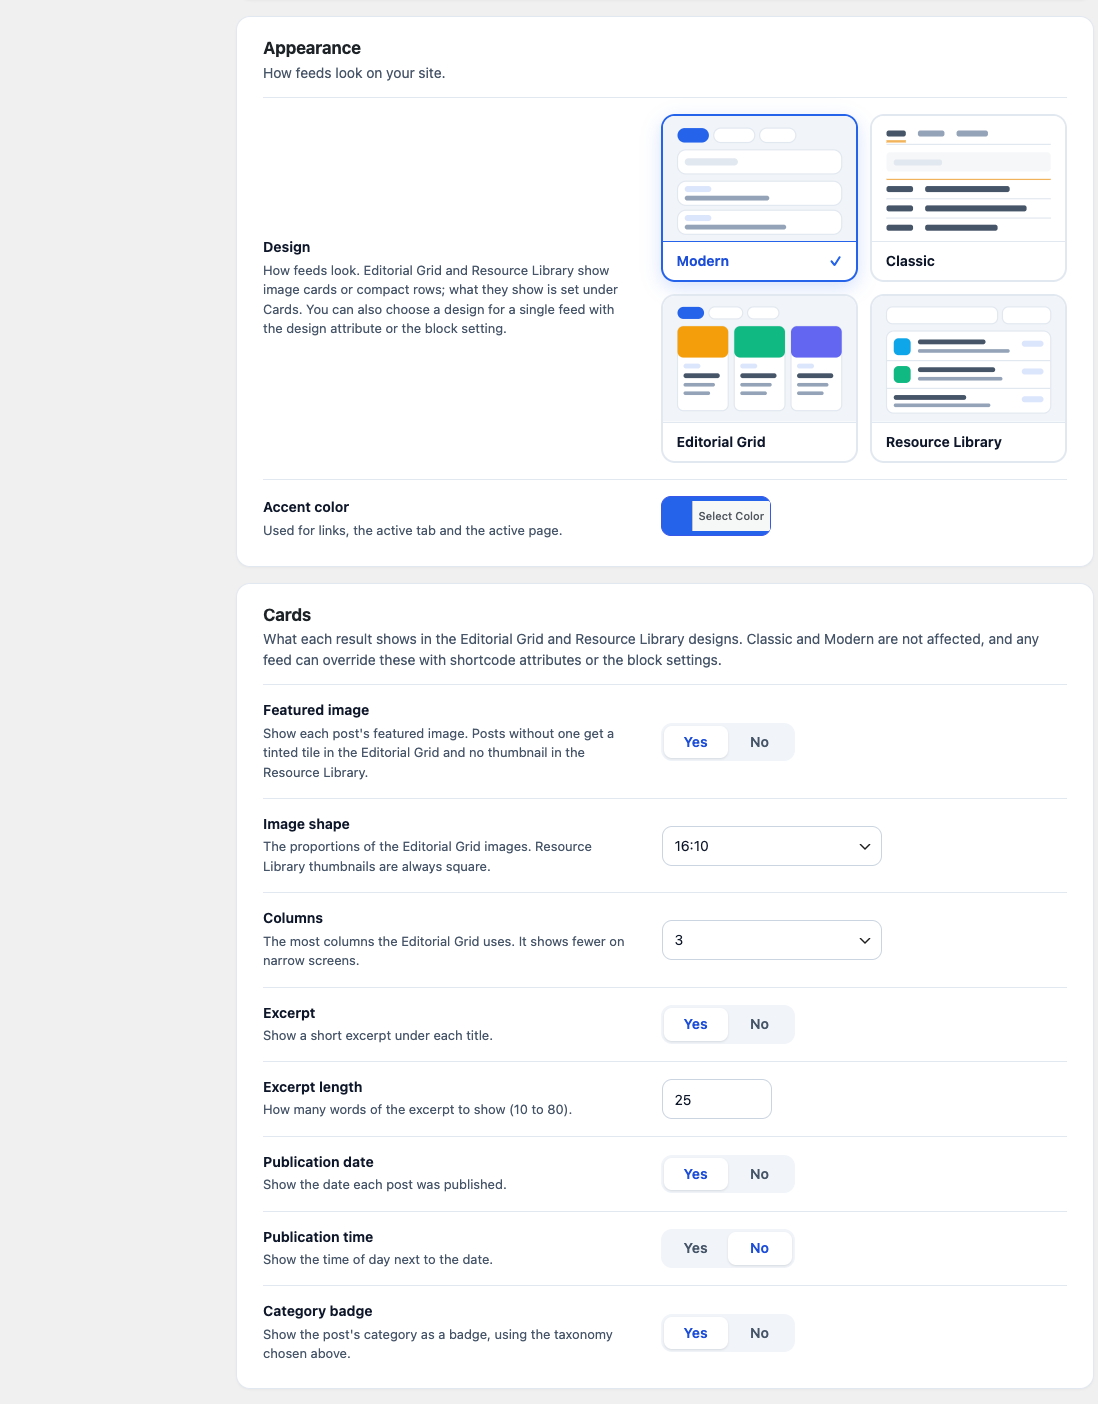 Appearance
How feeds look on your site.
Design
How feeds look. Editorial Grid and Resource Library show
image cards or compact rows; what they show is set under
Cards. You can also choose a design for a single feed with
the design attribute or the block setting.
Modern
Classic
Editorial Grid
Resource Library
Accent color
Used for links, the active tab and the active page.
Select Color
Cards
What each result shows in the Editorial Grid and Resource Library designs. Classic and Modern are not affected, and any
feed can override these with shortcode attributes or the block settings.
Featured image
Show each post's featured image. Posts without one get a
tinted tile in the Editorial Grid and no thumbnail in the
Resource Library.
Yes No
Image shape
The proportions of the Editorial Grid images. Resource
Library thumbnails are always square.
16:10
Columns
The most columns the Editorial Grid uses. It shows fewer on
narrow screens.
3
Excerpt
Show a short excerpt under each title.
Yes No
Excerpt length
How many words of the excerpt to show (10 to 80).
25
Publication date
Show the date each post was published.
Yes No
Publication time
Show the time of day next to the date.
Yes No
Category badge
Show the post's category as a badge, using the taxonomy
chosen above.
Yes No